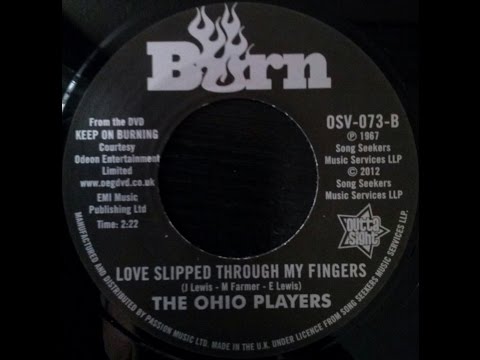 Burn
From the DVD
KEEP ON BURNING
Courtesy
Odeon Entertainment
Limited
www.oegdvd.co.uk
EMI Music
Publishing Ltd
Time: 2:22
OSV-073-B
℗ 1967
Song Seekers
Music Services LLP
© 2012
Song Seekers
Music Services LLP
outta
sight
LOVE SLIPPED THROUGH MY FINGERS
(J Lewis - M Farmer - E Lewis)
THE OHIO PLAYERS
MANUFACTURED AND DISTRIBUTED BY PASSION MUSIC LTD. MADE IN THE U.K. UNDER LICENCE FROM SONG SEEKERS MUSIC SERVICES LLP.